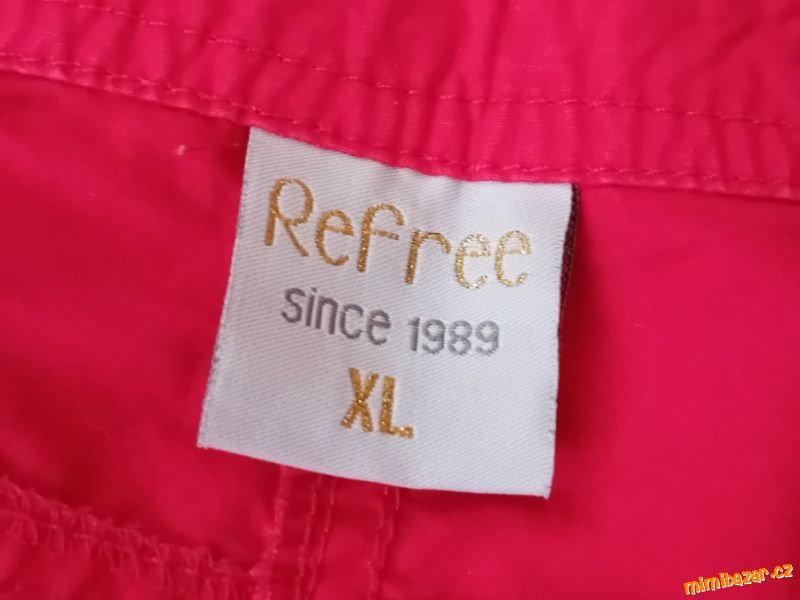 Refree
since 1989
XL
mimibazar.cz